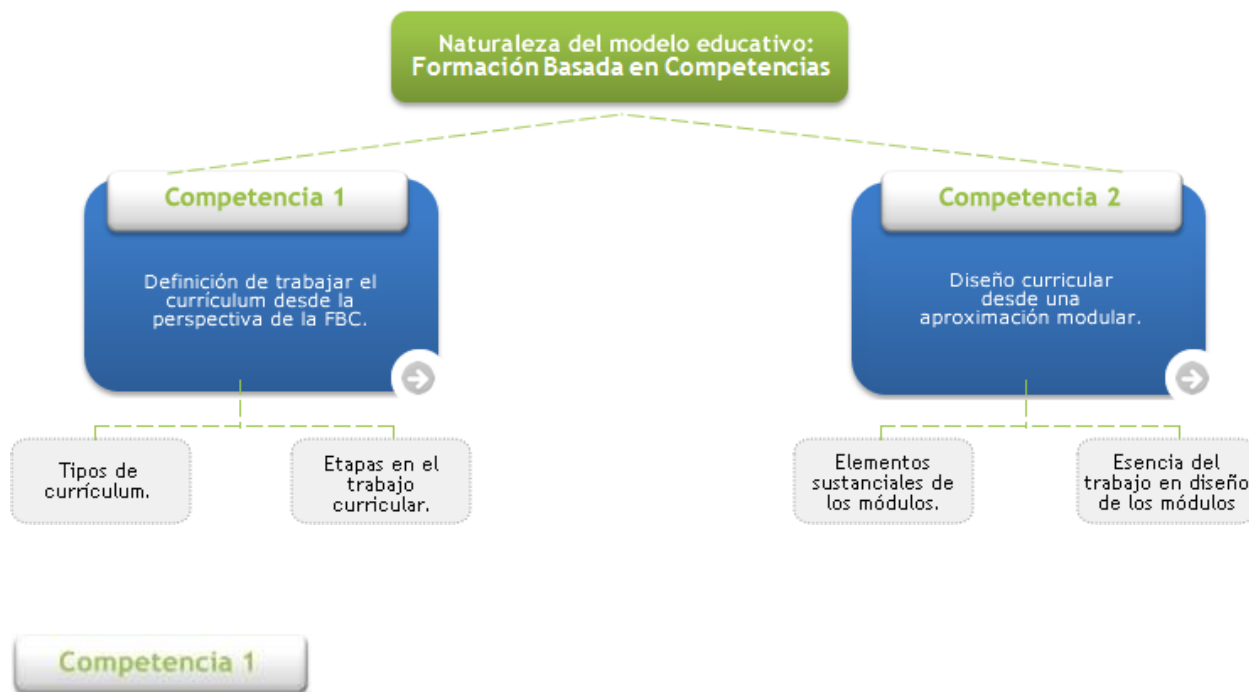 Naturaleza del modelo educativo:
Formación Basada en Competencias
Competencia 1
Definición de trabajar el
currículum desde la
perspectiva de la FBC.
Tipos de
currículum.
Etapas en el
trabajo
curricular.
Competencia 2
Diseño curricular
desde una
aproximación modular.
Elementos
sustanciales de
los módulos.
Esencia del
trabajo en diseño
de los módulos
Competencia 1